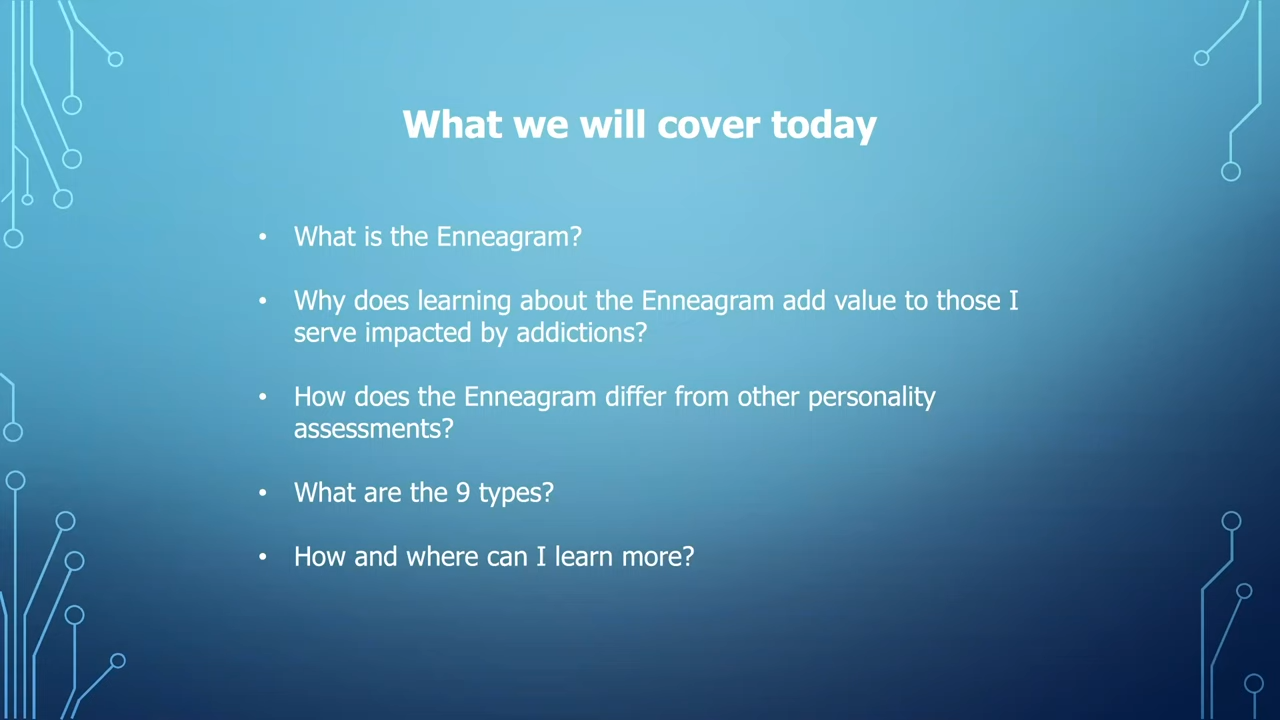 What we will cover today
• What is the Enneagram?
• Why does learning about the Enneagram add value to those I
serve impacted by addictions?
• How does the Enneagram differ from other personality
assessments?
• What are the 9 types?
• How and where can I learn more?